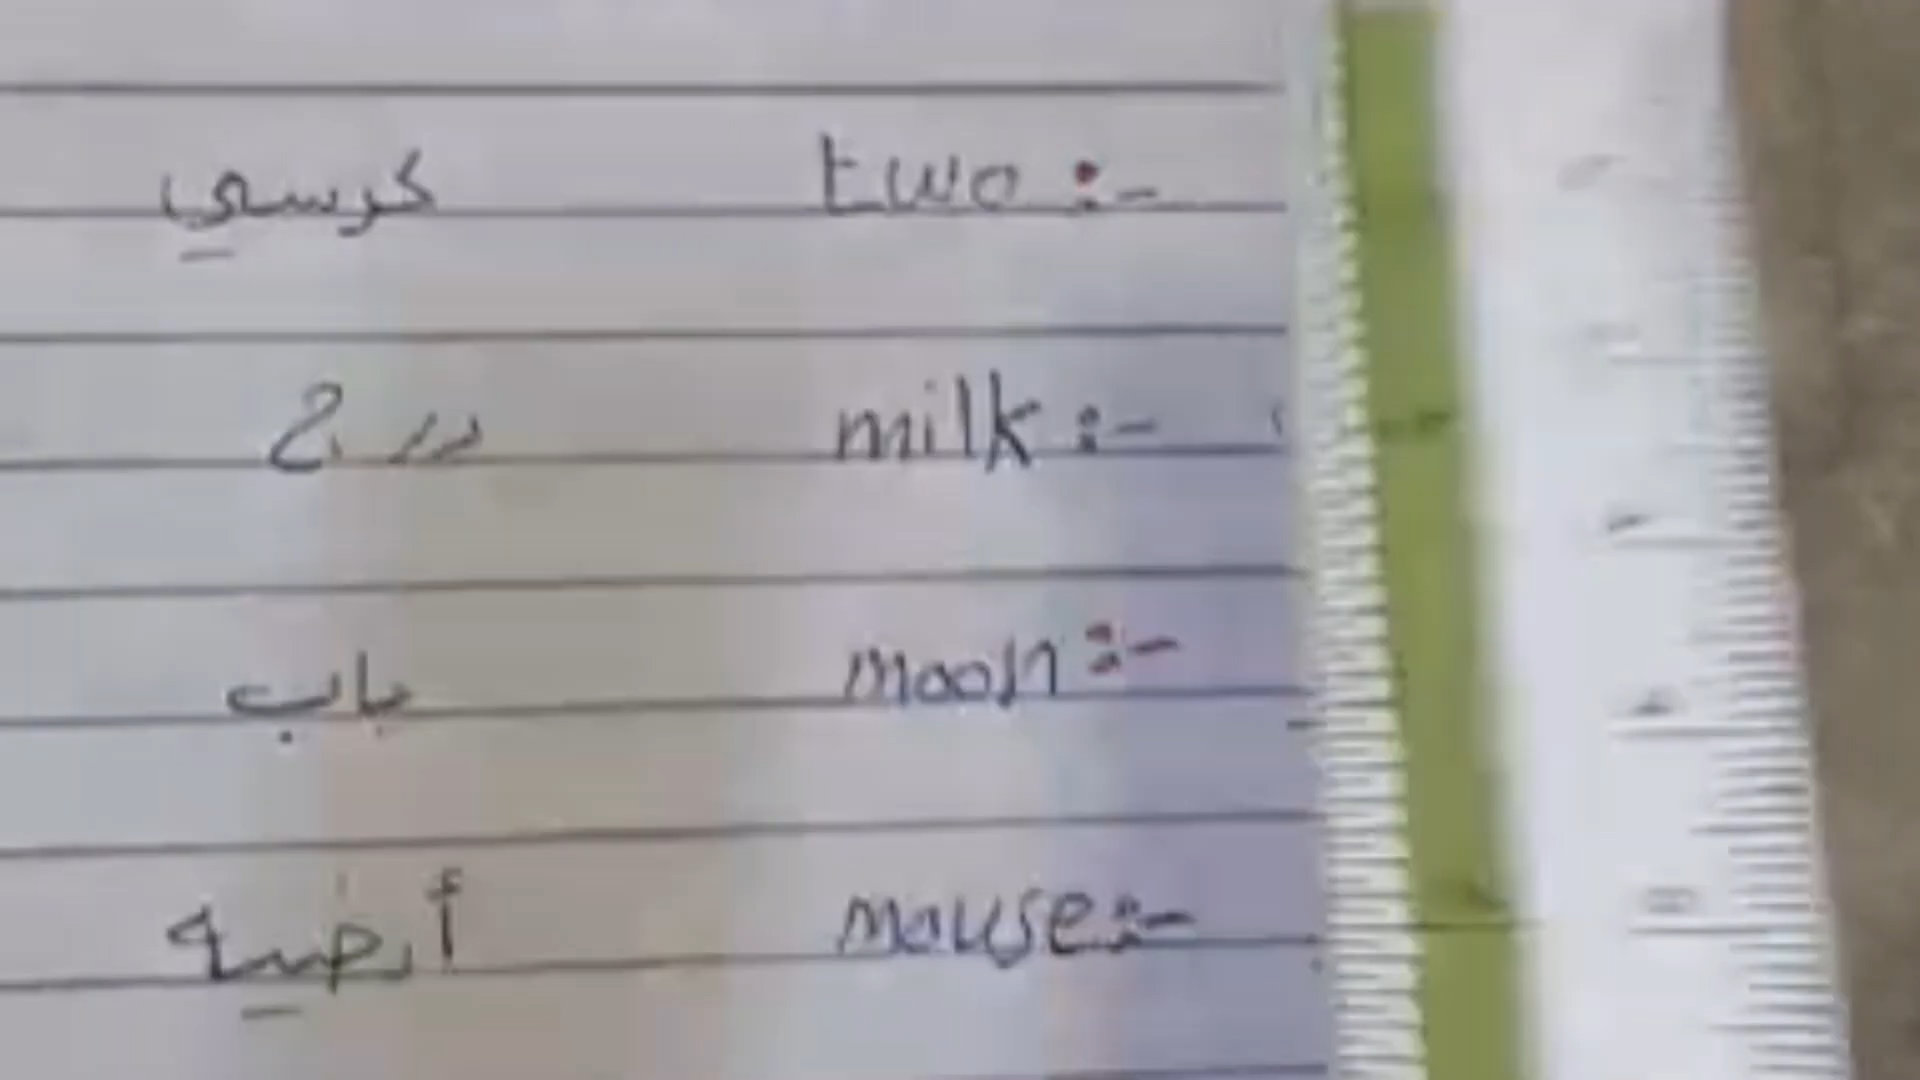 two :- كرسي
milk :- درج
moon :- باب
mouse :- أرضية